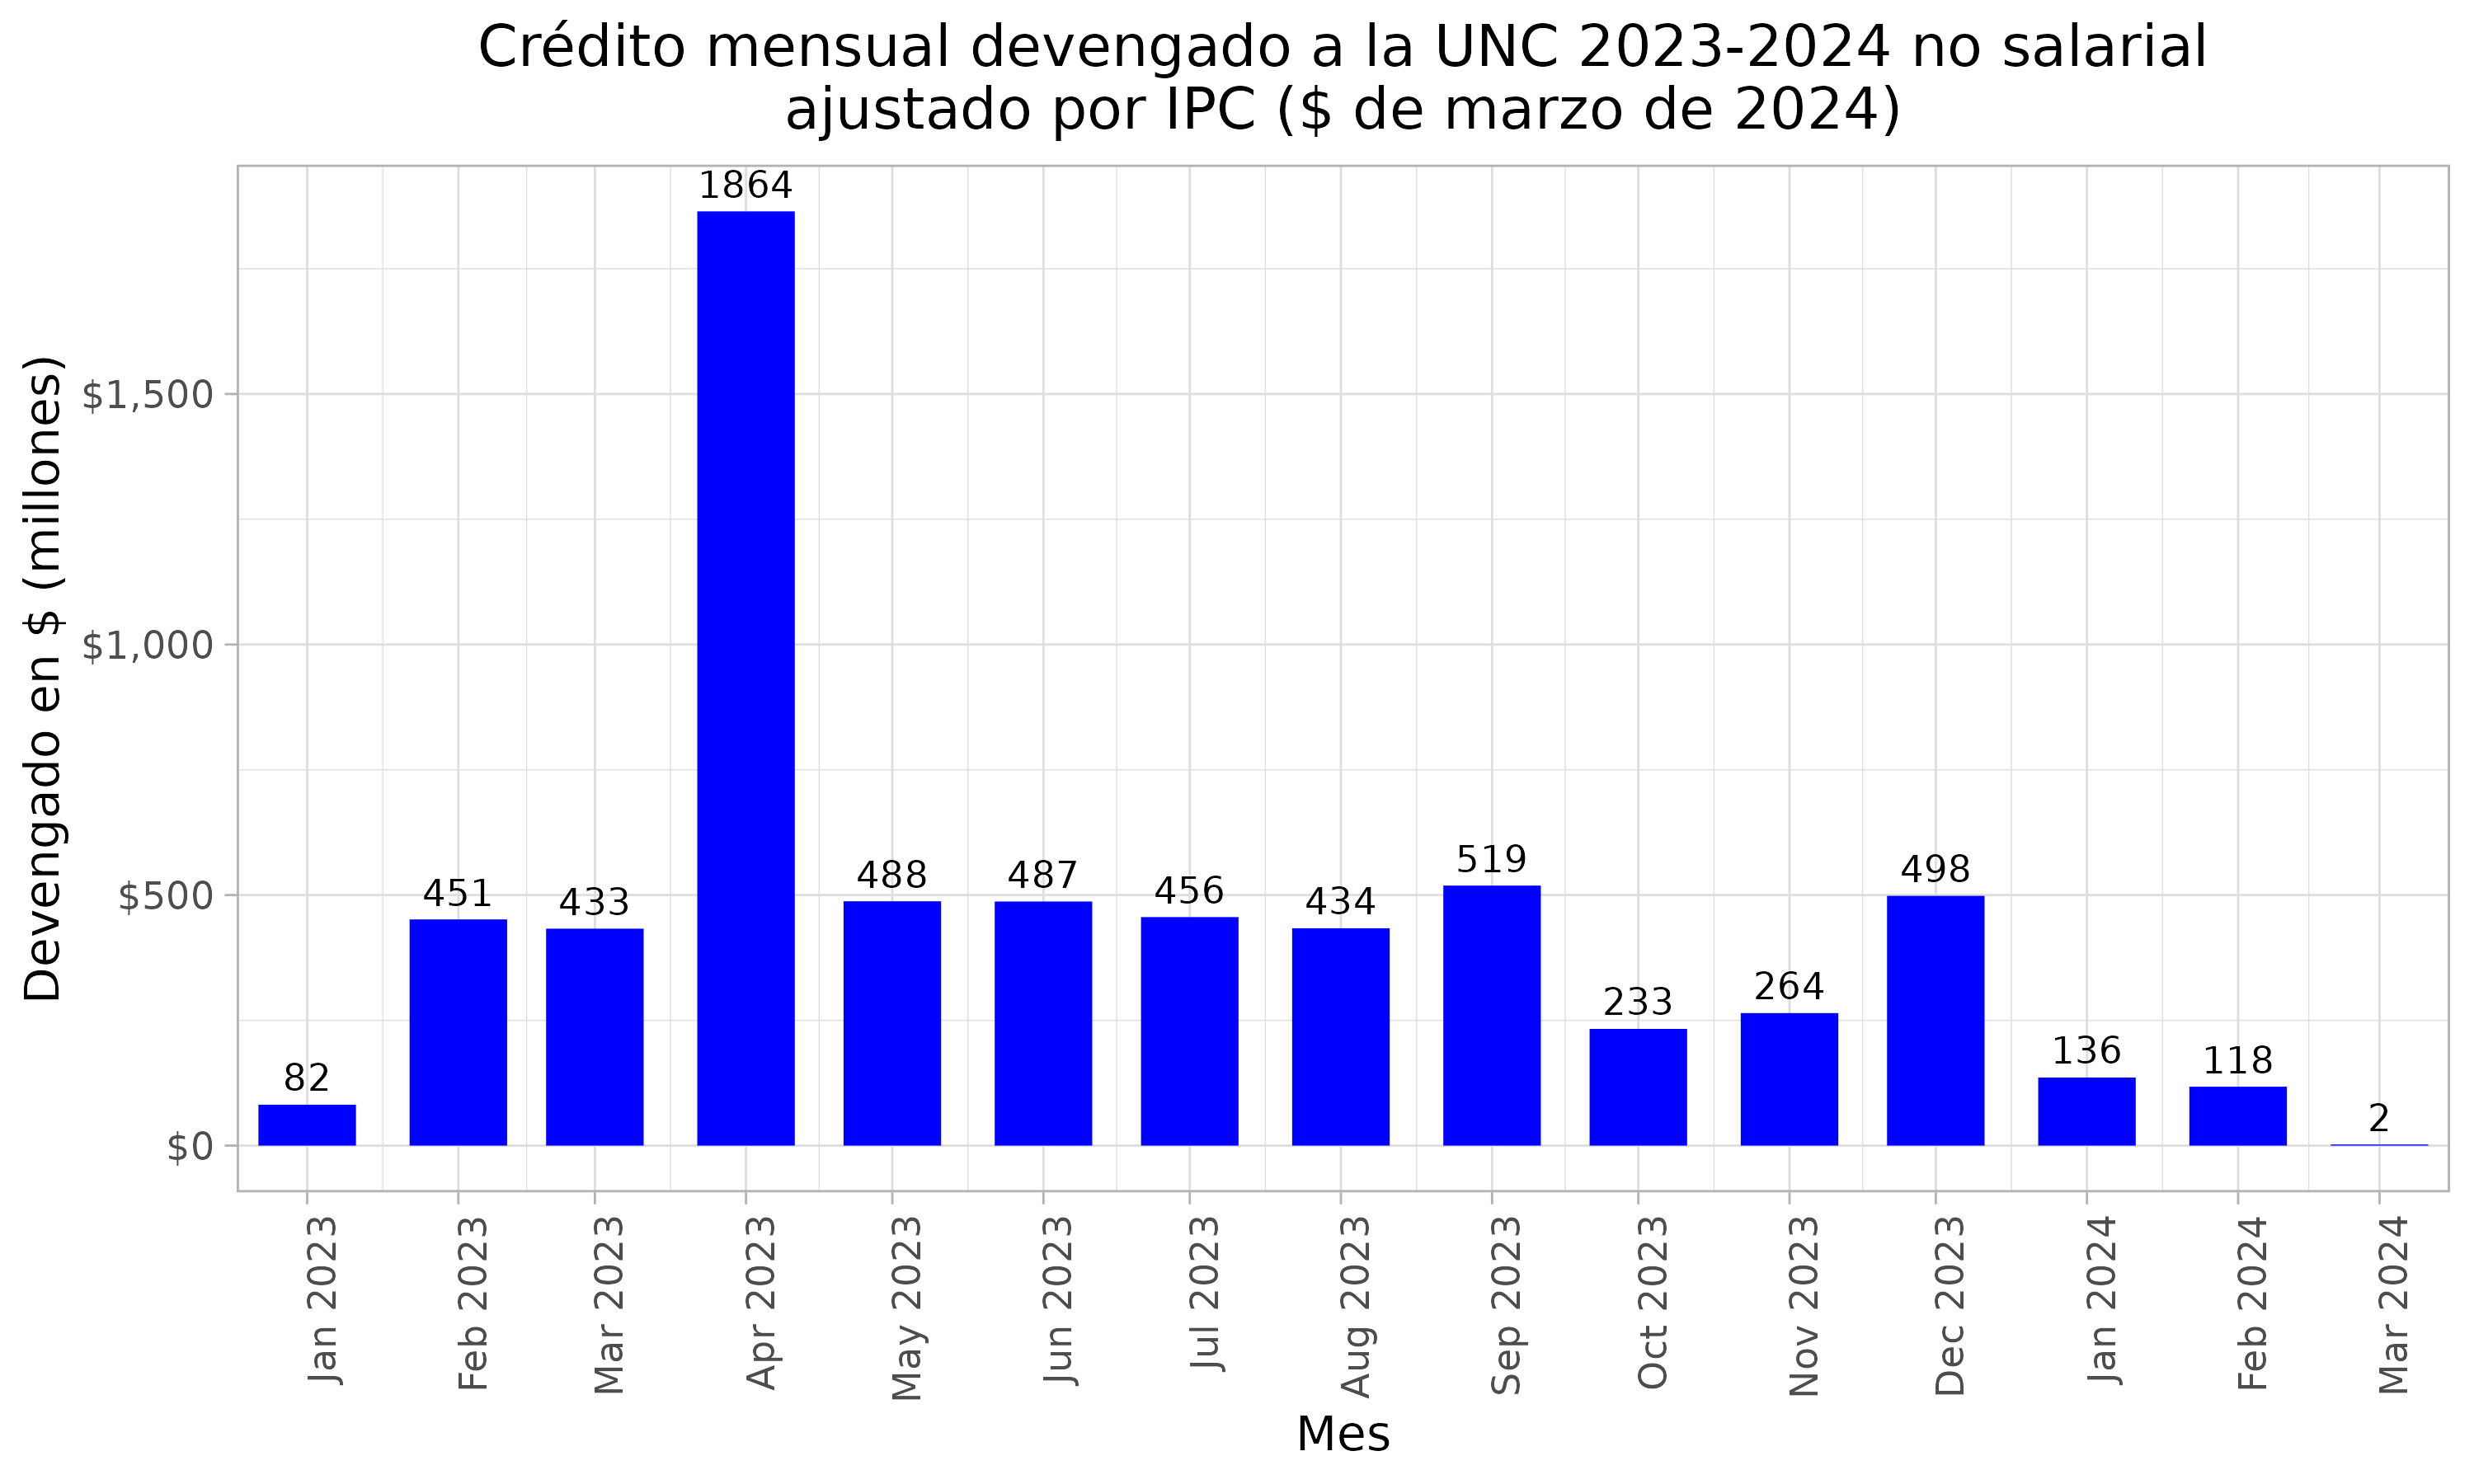 Crédito mensual devengado a la UNC 2023-2024 no salarial
ajustado por IPC ($ de marzo de 2024)
Devengado en $ (millones)
$1,500
$1,000
$500
$0
82
451
433
1864
488
487
456
434
519
233
264
498
136
118
2
Jan 2023
Feb 2023
Mar 2023
Apr 2023
May 2023
Jun 2023
Jul 2023
Aug 2023
Sep 2023
Oct 2023
Nov 2023
Dec 2023
Jan 2024
Feb 2024
Mar 2024
Mes